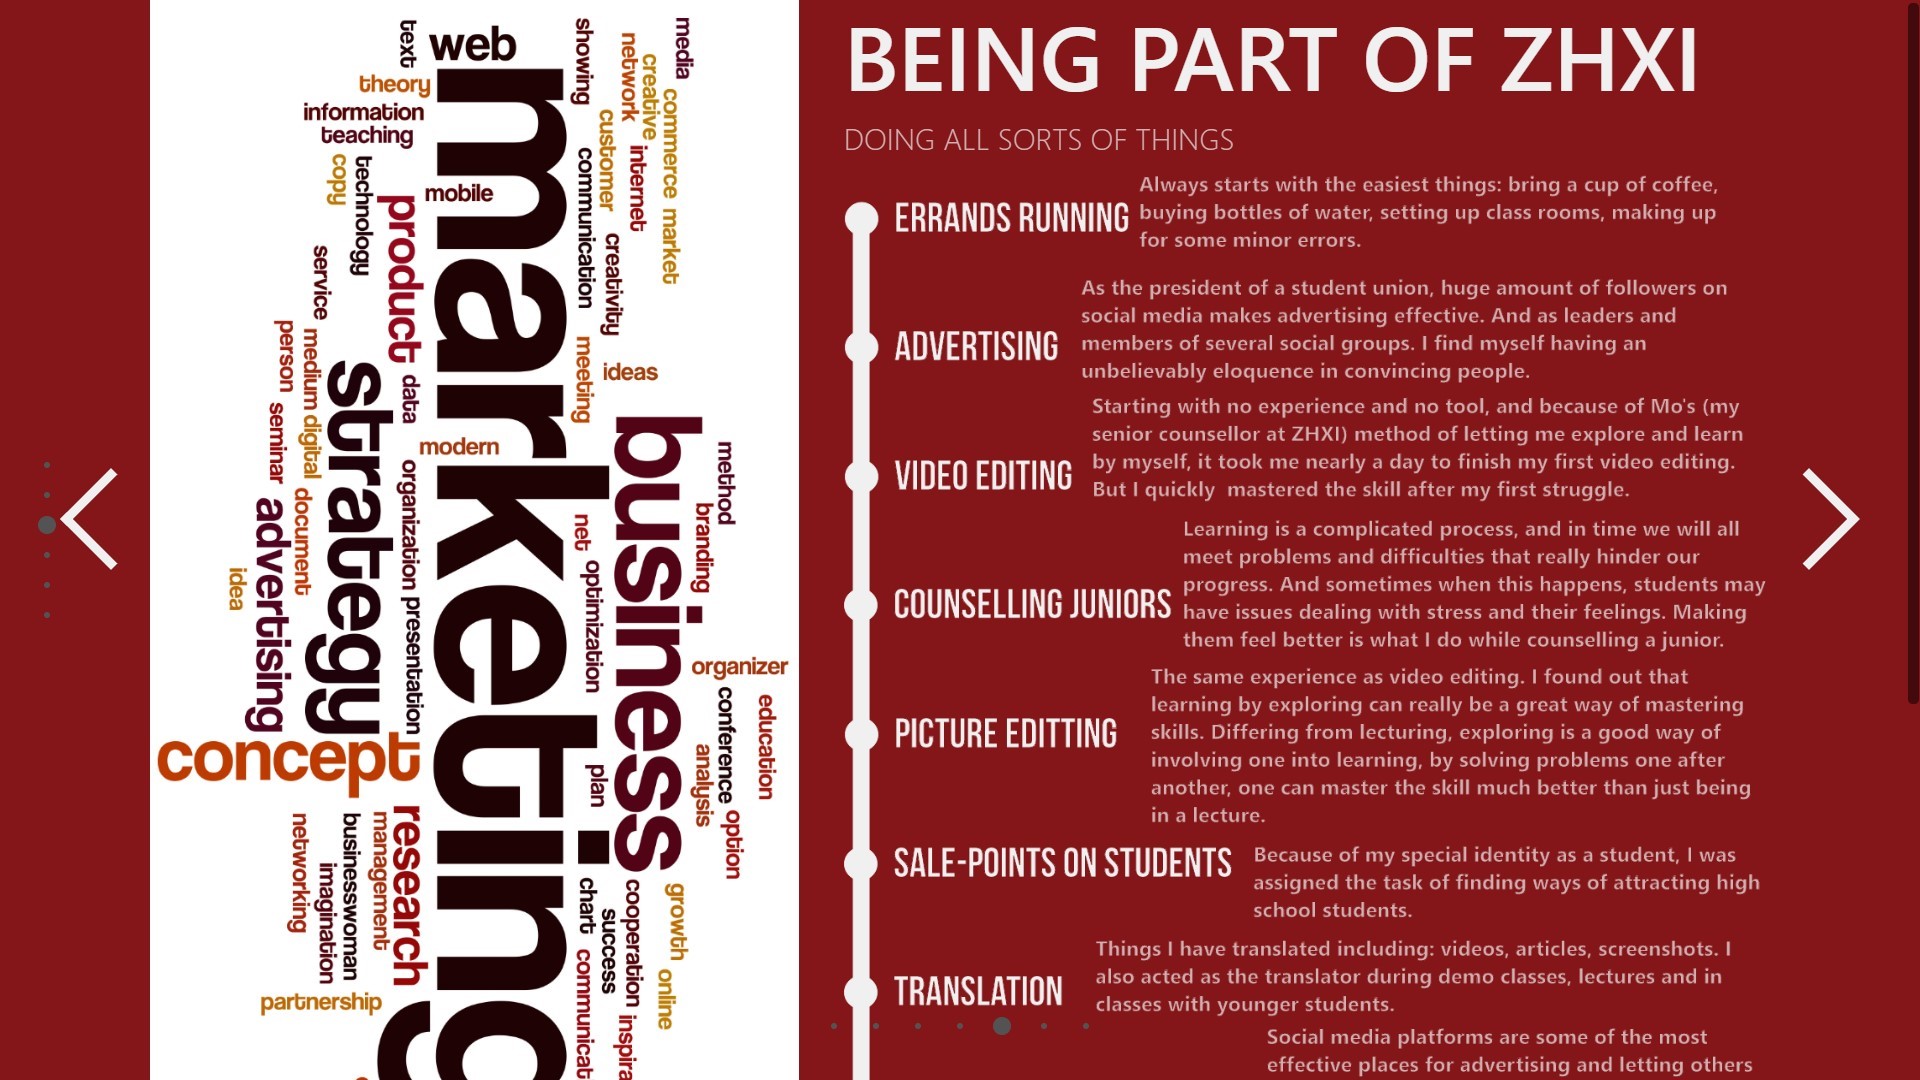 text
web
showing
media
network
creative
theory
information
teaching
commerce
customer
copy
technology
mobile
communication
internet
product
market
creativity
service
marketing
person
medium
meeting
ideas
strategy
data
digital
seminar
modern
business
method
organization
document
advertising
net
branding
idea
optimization
presentation
organizer
conference
education
concept
analysis
plan
research
option
networking
businesswoman
management
imagination
chart
cooperation
growth
success
partnership
online
BEING PART OF ZHXI
DOING ALL SORTS OF THINGS
ERRANDS RUNNING
Always starts with the easiest things: bring a cup of coffee,
buying bottles of water, setting up class rooms, making up
for some minor errors.
ADVERTISING
As the president of a student union, huge amount of followers on
social media makes advertising effective. And as leaders and
members of several social groups. I find myself having an
unbelievably eloquence in convincing people.
VIDEO EDITING
Starting with no experience and no tool, and because of Mo's (my
senior counsellor at ZHXI) method of letting me explore and learn
by myself, it took me nearly a day to finish my first video editing.
But I quickly  mastered the skill after my first struggle.
COUNSELLING JUNIORS
Learning is a complicated process, and in time we will all
meet problems and difficulties that really hinder our
progress. And sometimes when this happens, students may
have issues dealing with stress and their feelings. Making
them feel better is what I do while counselling a junior.
PICTURE EDITTING
The same experience as video editing. I found out that
learning by exploring can really be a great way of mastering
skills. Differing from lecturing, exploring is a good way of
involving one into learning, by solving problems one after
another, one can master the skill much better than just being
in a lecture.
SALE-POINTS ON STUDENTS
Because of my special identity as a student, I was
assigned the task of finding ways of attracting high
school students.
TRANSLATION
Things I have translated including: videos, articles, screenshots. I
also acted as the translator during demo classes, lectures and in
classes with younger students.
Social media platforms are some of the most
effective places for advertising and letting others